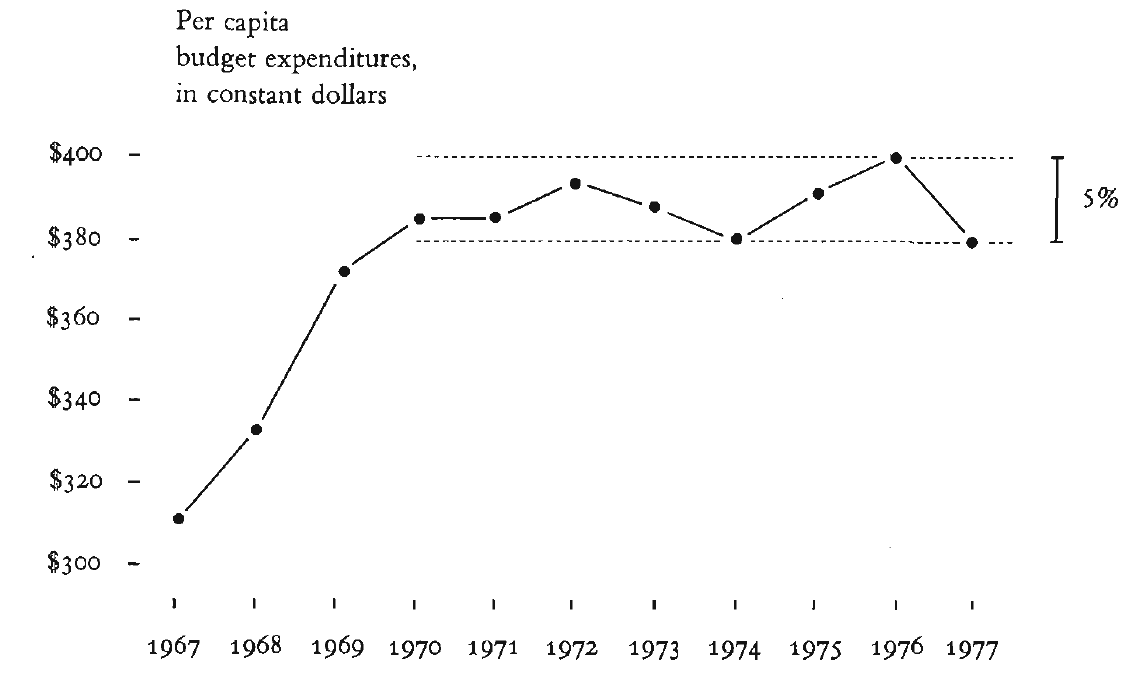 Per capita
budget expenditures,
in constant dollars
$400
$380
$360
$340
$320
$300
5%
1967 1968 1969 1970 1971 1972 1973 1974 1975 1976 1977